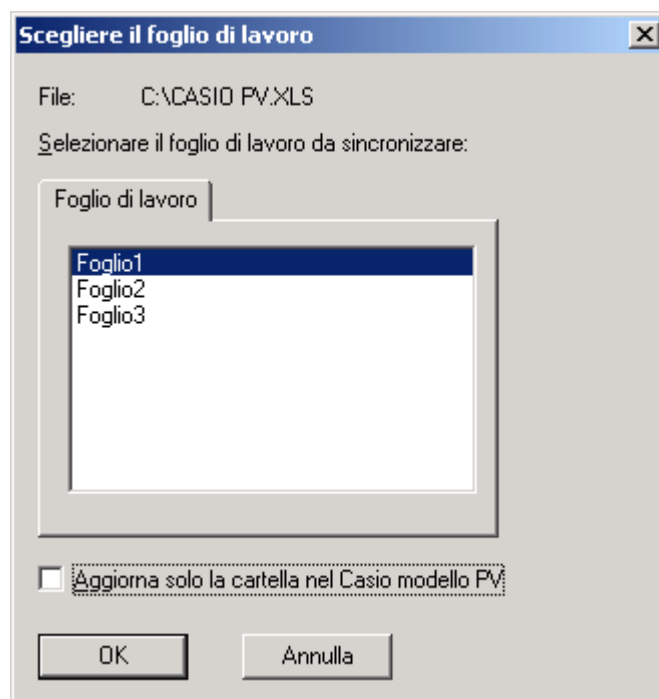 Scegliere il foglio di lavoro
File: C:\CASIO PV.XLS
Selezionare il foglio di lavoro da sincronizzare:
Foglio di lavoro
Foglio1
Foglio2
Foglio3
Aggiorna solo la cartella nel Casio modello PV
OK Annulla